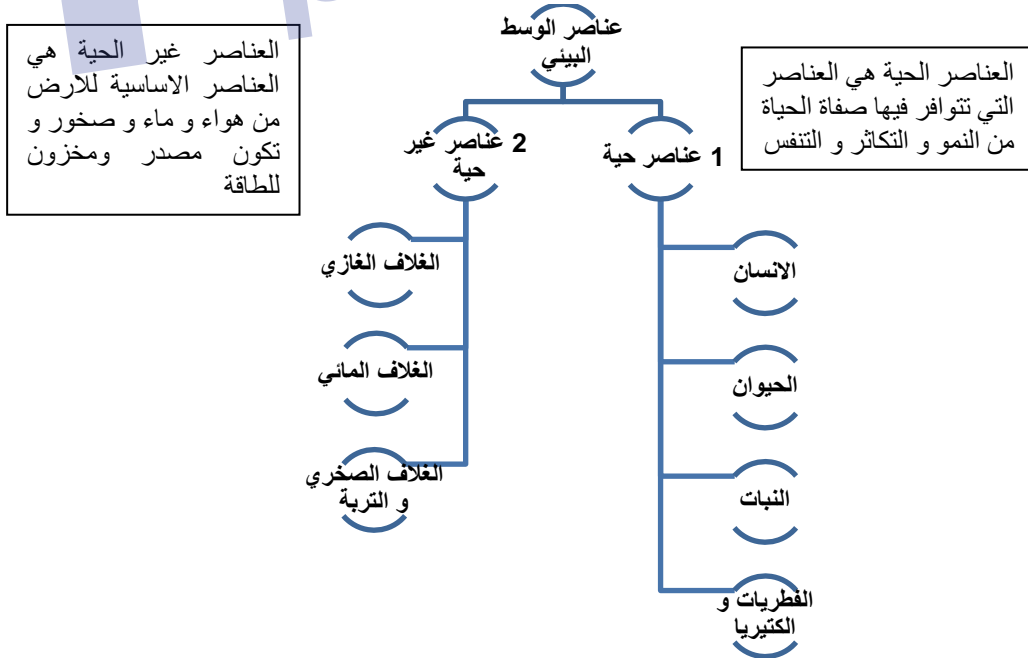 عناصر الوسط
البيئي
العناصر الحية هي العناصر
التي تتوافر فيها صفاة الحياة
من النمو و التكاثر و التنفس
العناصر غير الحية هي
العناصر الاساسية للارض
من هواء و ماء و صخور و
تكون مصدر ومخزون
للطاقة
1 عناصر حية
الانسان
الحيوان
النبات
الفطريات و
الكتيريا
2 عناصر غير
حية
الغلاف الغازي
الغلاف المائي
الغلاف الصخري
و التربة